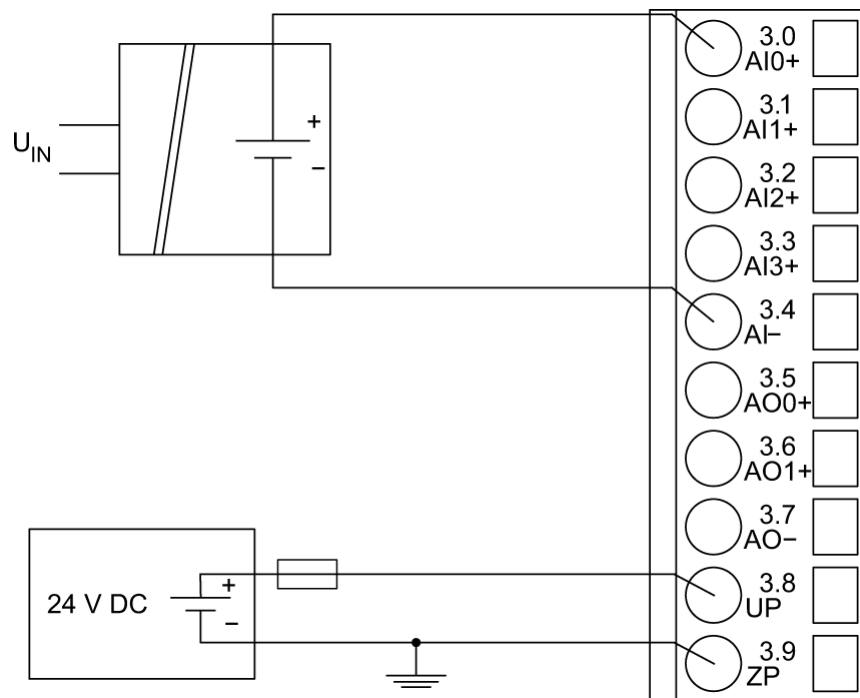 3.0
AI0+
3.1
AI1+
+
U_IN
−
3.2
AI2+
3.3
AI3+
3.4
AI−
3.5
AO0+
3.6
AO1+
3.7
AO−
3.8
UP
+
24 V DC
−
3.9
ZP